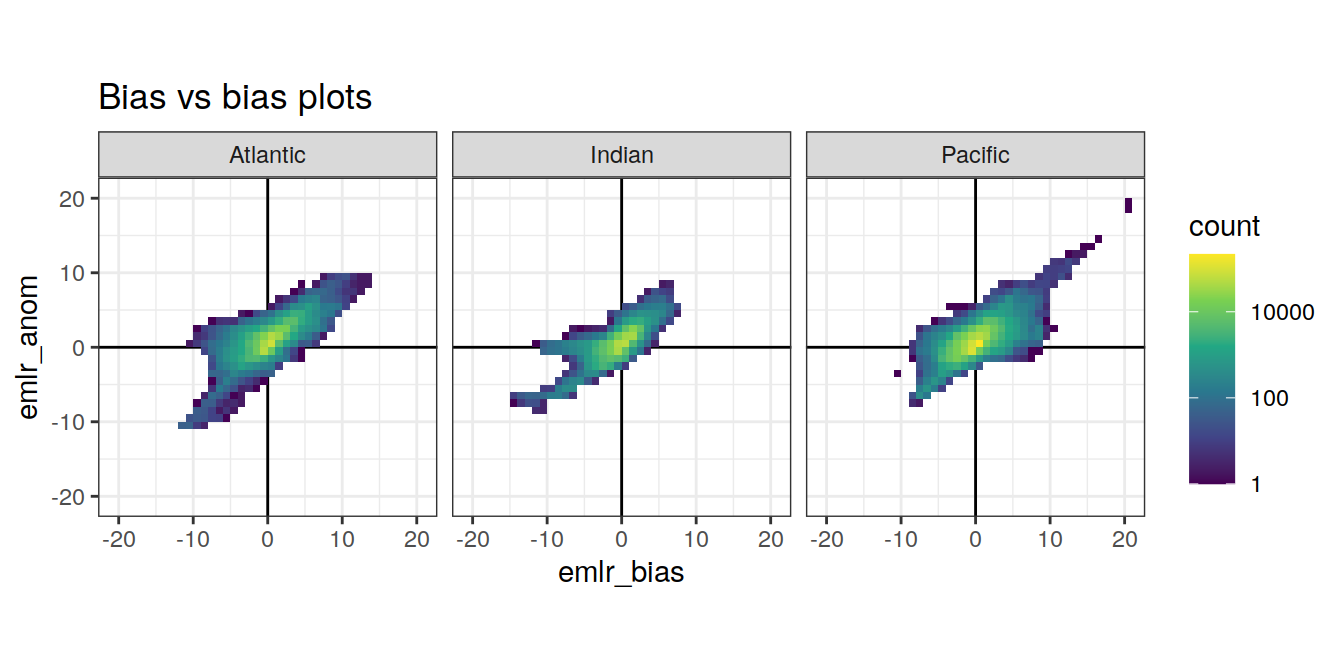 Bias vs bias plots
Atlantic Indian Pacific
count
20
10
0
-10
-20
emlr_anom
10000
100
1
-20 -10 0 10 20 -20 -10 0 10 20 -20 -10 0 10 20
emlr_bias